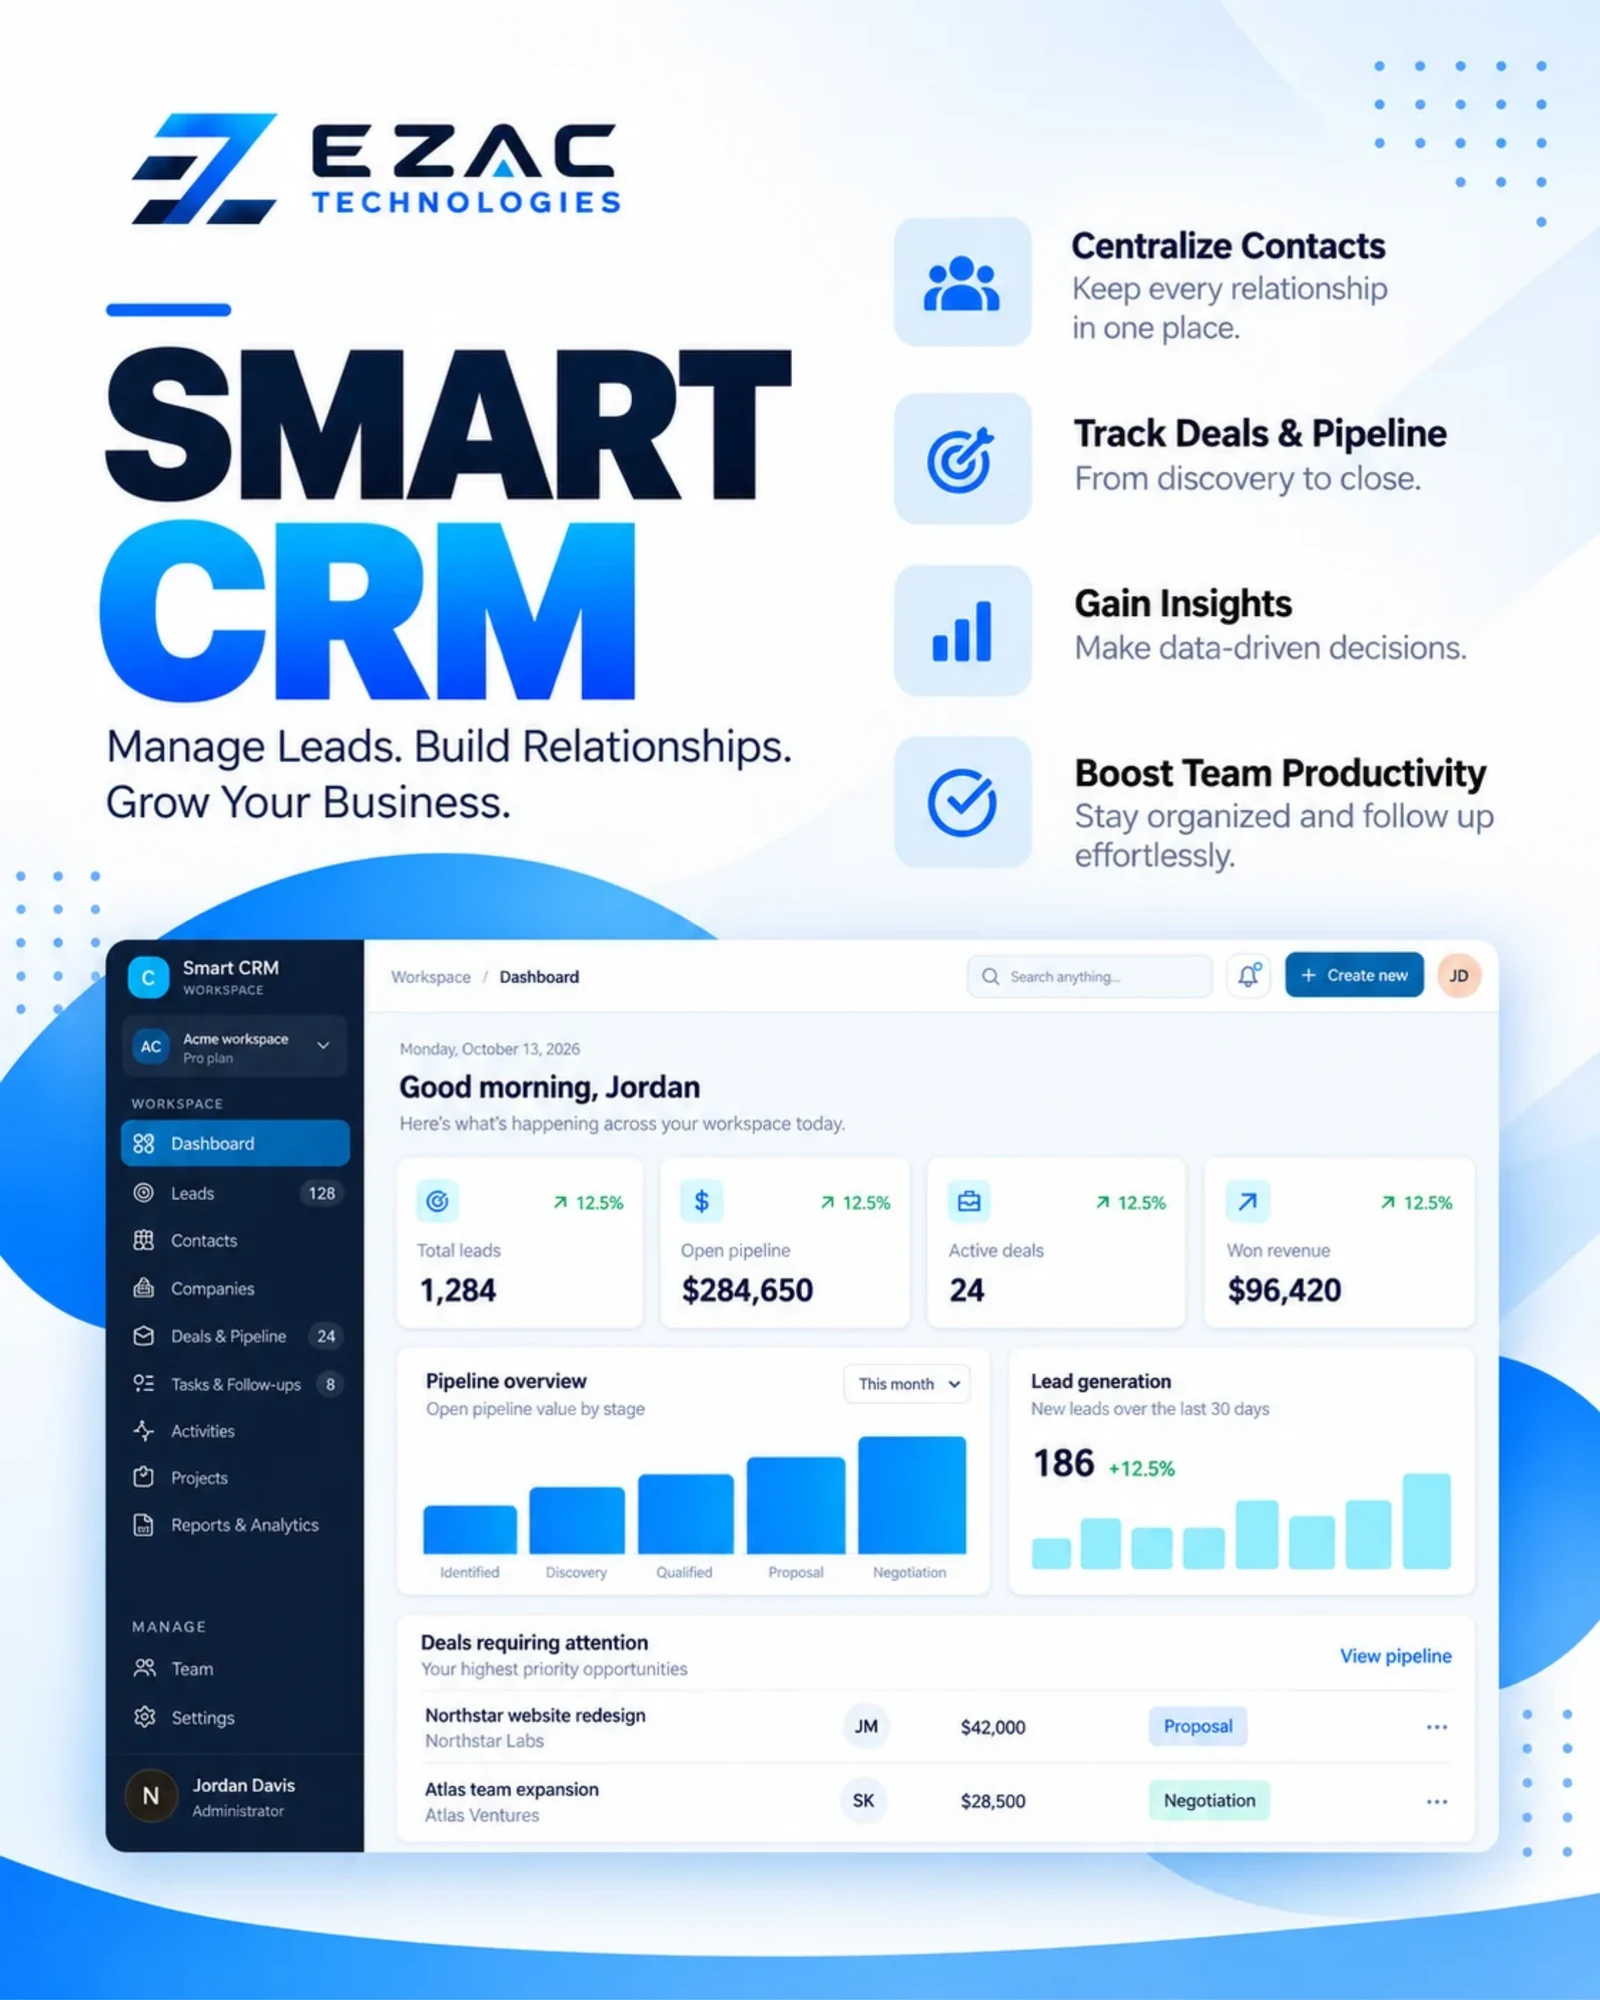 EZAC
TECHNOLOGIES
SMART
CRM
Manage Leads. Build Relationships.
Grow Your Business.
Centralize Contacts
Keep every relationship
in one place.
Track Deals & Pipeline
From discovery to close.
Gain Insights
Make data-driven decisions.
Boost Team Productivity
Stay organized and follow up
effortlessly.
C
Smart CRM
WORKSPACE
AC
Acme workspace
Pro plan
WORKSPACE
Dashboard
Leads 128
Contacts
Companies
Deals & Pipeline 24
Tasks & Follow-ups 8
Activities
Projects
Reports & Analytics
MANAGE
Team
Settings
N
Jordan Davis
Administrator
Workspace / Dashboard
Search anything...
+ Create new
JD
Monday, October 13, 2026
Good morning, Jordan
Here's what's happening across your workspace today.
12.5%
Total leads
1,284
$
12.5%
Open pipeline
$284,650
12.5%
Active deals
24
12.5%
Won revenue
$96,420
Pipeline overview
Open pipeline value by stage
This month
Identified Discovery Qualified Proposal Negotiation
Lead generation
New leads over the last 30 days
186 +12.5%
Deals requiring attention
Your highest priority opportunities
View pipeline
Northstar website redesign
Northstar Labs
JM $42,000 Proposal
Atlas team expansion
Atlas Ventures
SK $28,500 Negotiation